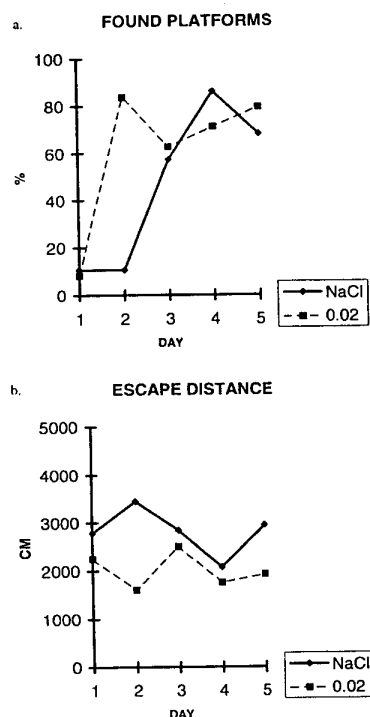 a. FOUND PLATFORMS
100
80
60
40
20
0
%
1 2 3 4 5
DAY
NaCl
0.02
b. ESCAPE DISTANCE
5000
4000
3000
2000
1000
0
CM
1 2 3 4 5
DAY
NaCl
0.02